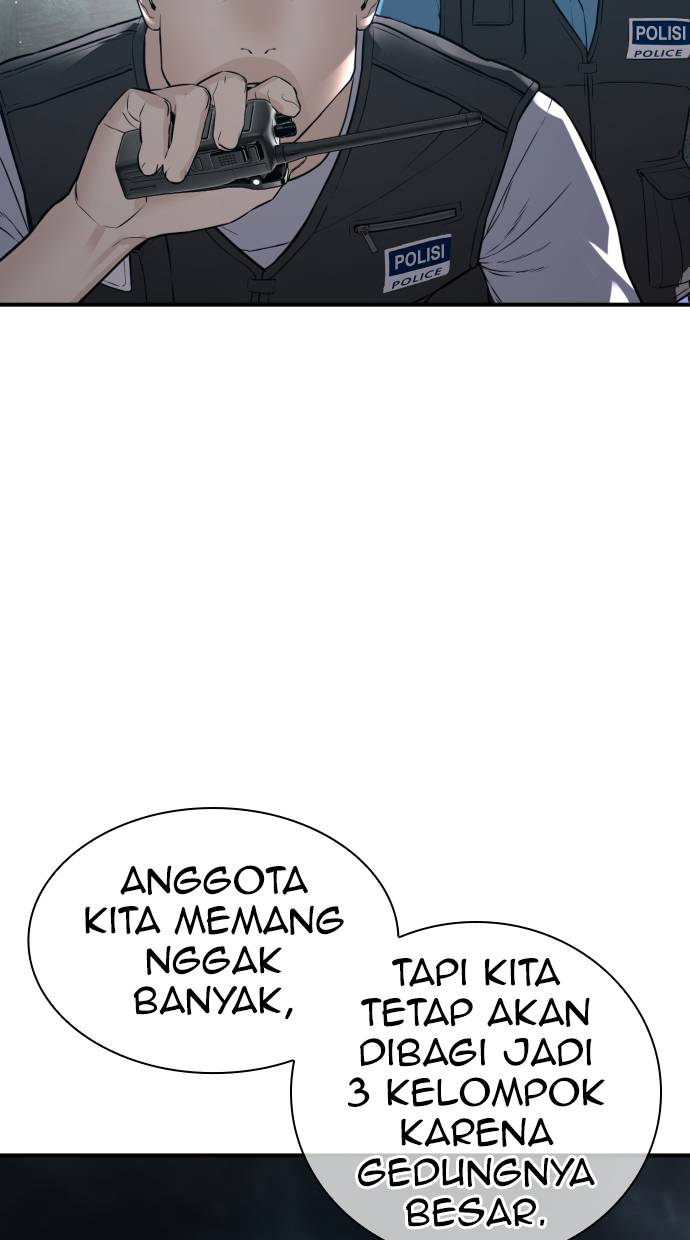 POLISI
POLICE
POLISI
POLICE
ANGGOTA
KITA MEMANG
NGGAK
BANYAK,
TAPI KITA
TETAP AKAN
DIBAGI JADI
3 KELOMPOK
KARENA
GEDUNGNYA
BESAR.